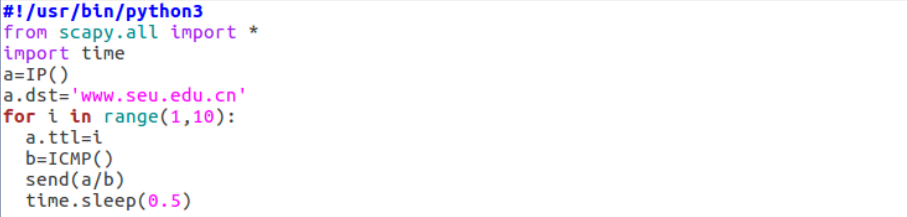 #!/usr/bin/python3
from scapy.all import *
import time
a=IP()
a.dst='www.seu.edu.cn'
for i in range(1,10):
  a.ttl=i
  b=ICMP()
  send(a/b)
  time.sleep(0.5)